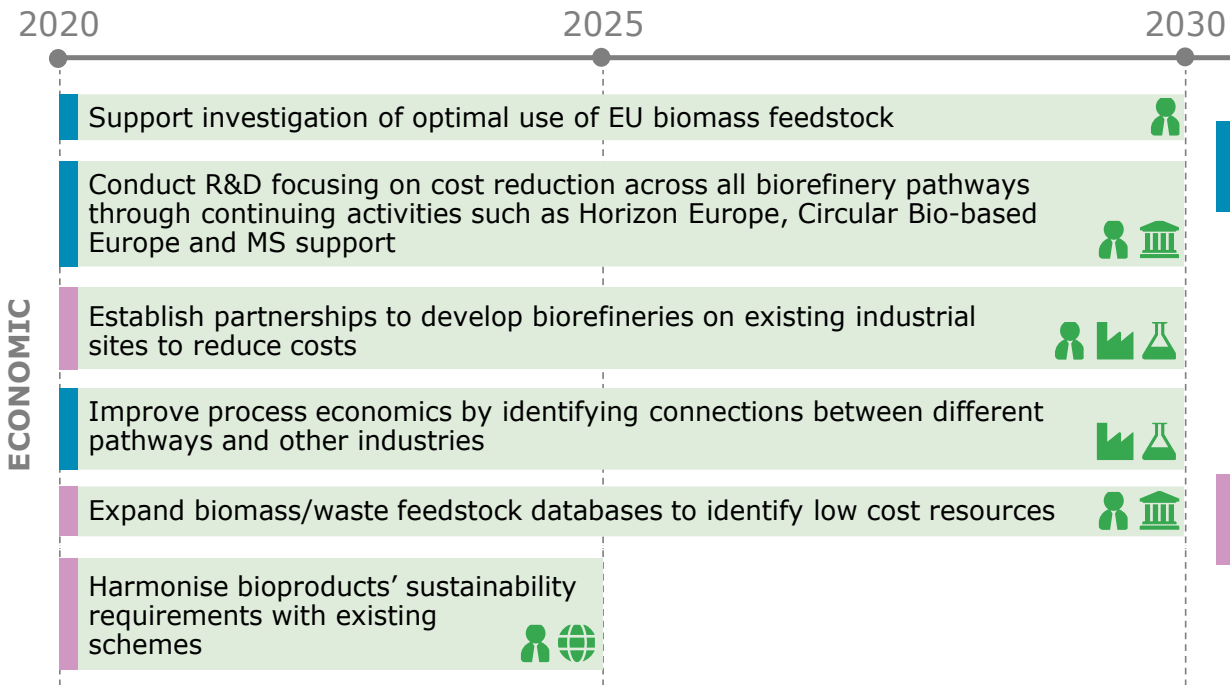 2020 2025 2030
Support investigation of optimal use of EU biomass feedstock
Conduct R&D focusing on cost reduction across all biorefinery pathways
through continuing activities such as Horizon Europe, Circular Bio-based
Europe and MS support
ECONOMIC
Establish partnerships to develop biorefineries on existing industrial
sites to reduce costs
Improve process economics by identifying connections between different
pathways and other industries
Expand biomass/waste feedstock databases to identify low cost resources
Harmonise bioproducts’ sustainability
requirements with existing
schemes